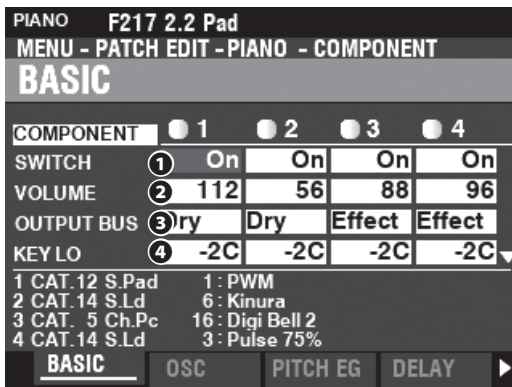 PIANO F217 2.2 Pad
MENU - PATCH EDIT -PIANO - COMPONENT
BASIC
COMPONENT 1 2 3 4
SWITCH 1 On On On On
VOLUME 2 112 56 88 96
OUTPUT BUS 3 Dry Dry Effect Effect
KEY LO 4 -2C -2C -2C -2C
1 CAT.12 S.Pad 1: PWM
2 CAT.14 S.Ld 6: Kinura
3 CAT. 5 Ch.Pc 16: Digi Bell 2
4 CAT.14 S.Ld 3: Pulse 75%
BASIC OSC PITCH EG DELAY